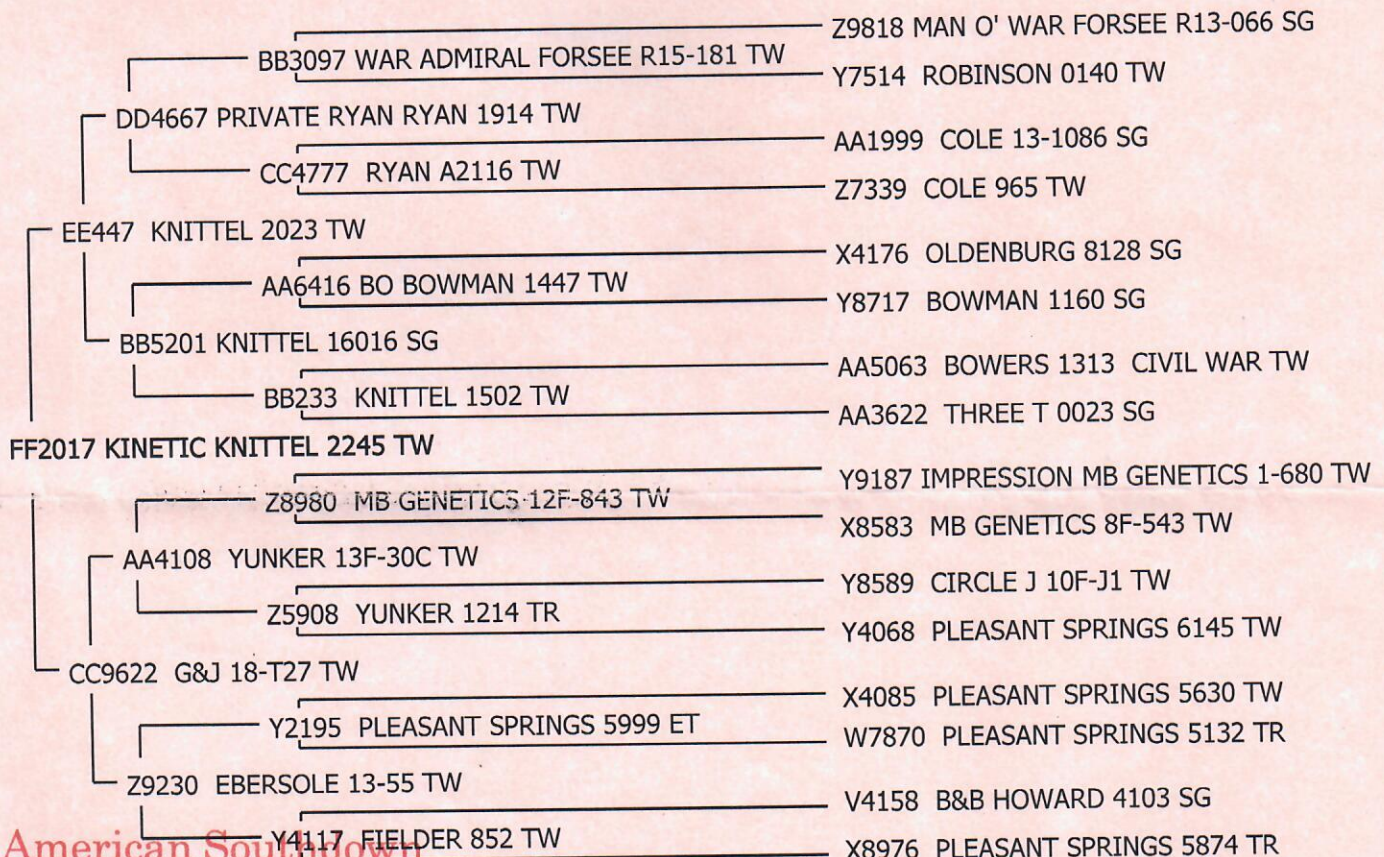 Z9818 MAN O' WAR FORSEE R13-066 SG
BB3097 WAR ADMIRAL FORSEE R15-181 TW
Y7514 ROBINSON 0140 TW
DD4667 PRIVATE RYAN RYAN 1914 TW
AA1999 COLE 13-1086 SG
CC4777 RYAN A2116 TW
Z7339 COLE 965 TW
EE447 KNITTEL 2023 TW
X4176 OLDENBURG 8128 SG
AA6416 BO BOWMAN 1447 TW
Y8717 BOWMAN 1160 SG
BB5201 KNITTEL 16016 SG
AA5063 BOWERS 1313 CIVIL WAR TW
BB233 KNITTEL 1502 TW
AA3622 THREE T 0023 SG
FF2017 KINETIC KNITTEL 2245 TW
Y9187 IMPRESSION MB GENETICS 1-680 TW
Z8980 MB GENETICS 12F-843 TW
X8583 MB GENETICS 8F-543 TW
AA4108 YUNKER 13F-30C TW
Y8589 CIRCLE J 10F-J1 TW
Z5908 YUNKER 1214 TR
Y4068 PLEASANT SPRINGS 6145 TW
CC9622 G&J 18-T27 TW
X4085 PLEASANT SPRINGS 5630 TW
Y2195 PLEASANT SPRINGS 5999 ET
W7870 PLEASANT SPRINGS 5132 TR
Z9230 EBERSOLE 13-55 TW
V4158 B&B HOWARD 4103 SG
Y4117 FIELDER 852 TW
X8976 PLEASANT SPRINGS 5874 TR
American Southdown